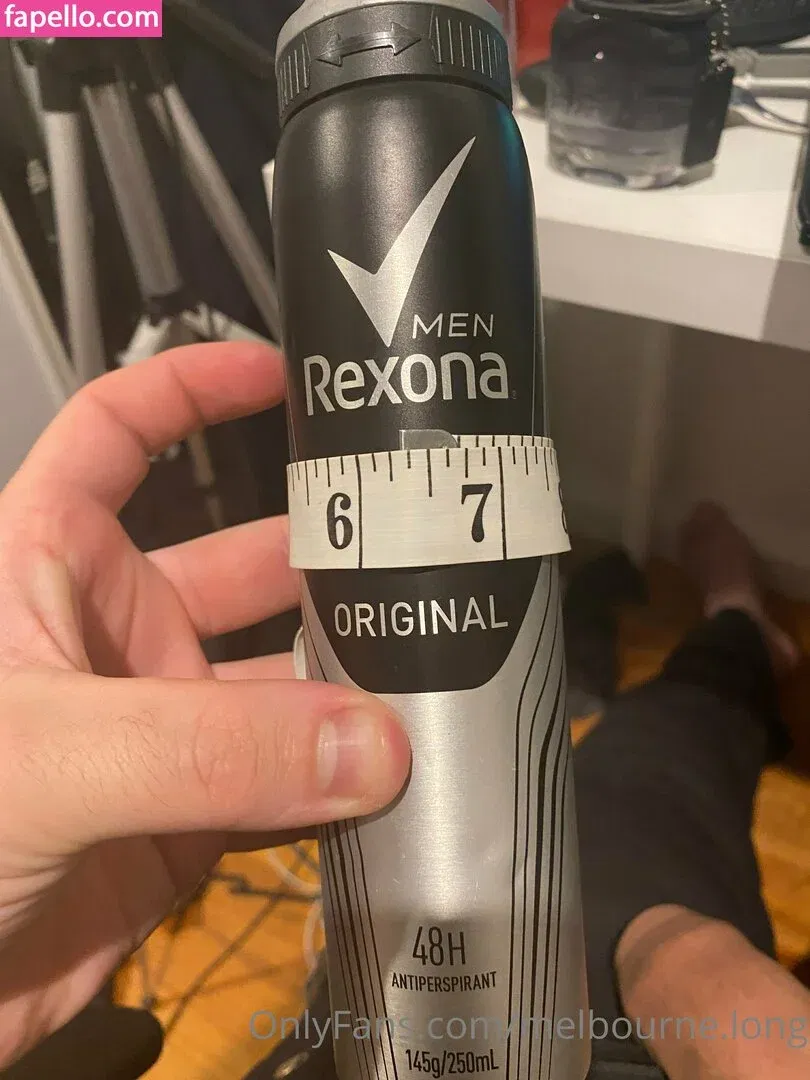 fapello.com
MEN
Rexona
6 7
ORIGINAL
48H
ANTIPERSPIRANT
OnlyFans.com/melbourne.long
145g/250mL